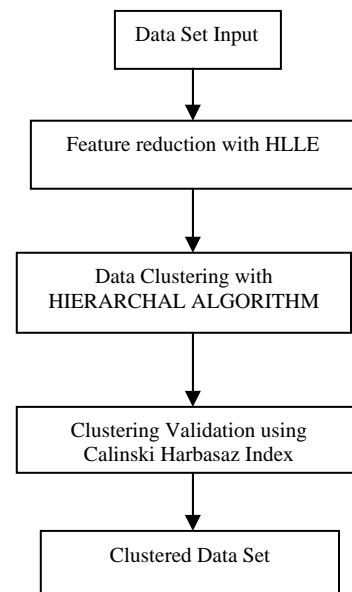 Data Set Input
Feature reduction with HLLE
Data Clustering with
HIERARCHAL ALGORITHM
Clustering Validation using
Calinski Harbasaz Index
Clustered Data Set